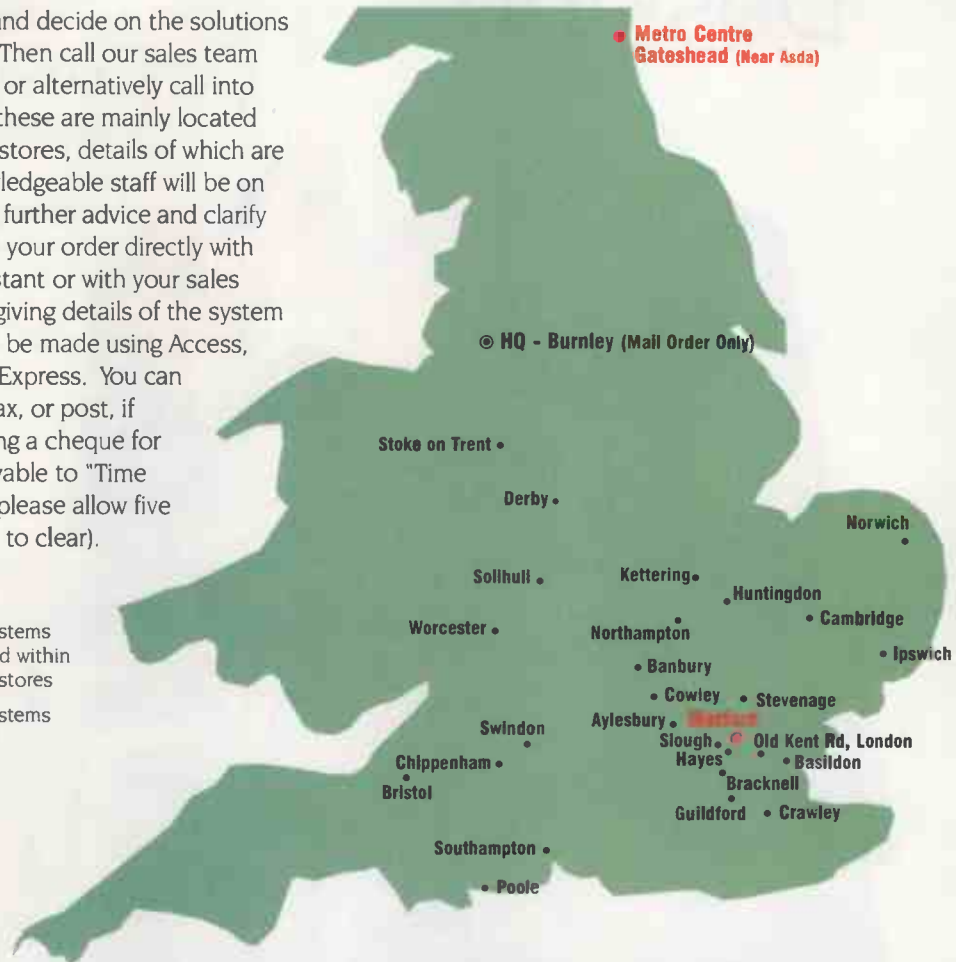 and decide on the solutions
Then call our sales team
or alternatively call into
these are mainly located
stores, details of which are
ledgeable staff will be on
further advice and clarify
your order directly with
stant or with your sales
giving details of the system
be made using Access,
Express. You can
ax, or post, if
ng a cheque for
able to "Time
please allow five
to clear).
stems
d within
stores
stems
Metro Centre
Gateshead (Near Asda)
HQ - Burnley (Mail Order Only)
Stoke on Trent
Derby
Norwich
Solihull
Kettering
Huntingdon
Cambridge
Worcester
Northampton
Ipswich
Banbury
Cowley
Stevenage
Aylesbury
Swindon
Slough
Old Kent Rd, London
Hayes
Basildon
Chippenham
Bracknell
Bristol
Guildford
Crawley
Southampton
Poole